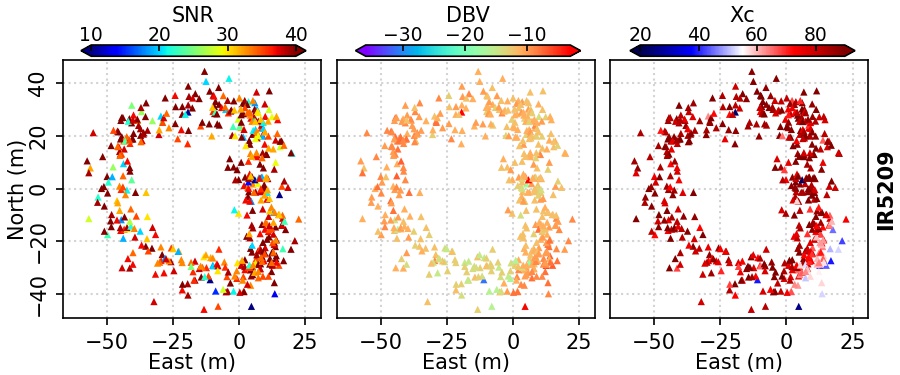 SNR DBV Xc
10 20 30 40 −30 −20 −10 20 40 60 80
40
20
0
−20
−40
North (m)
IR5209
−50 −25 0 25 −50 −25 0 25 −50 −25 0 25
East (m) East (m) East (m)